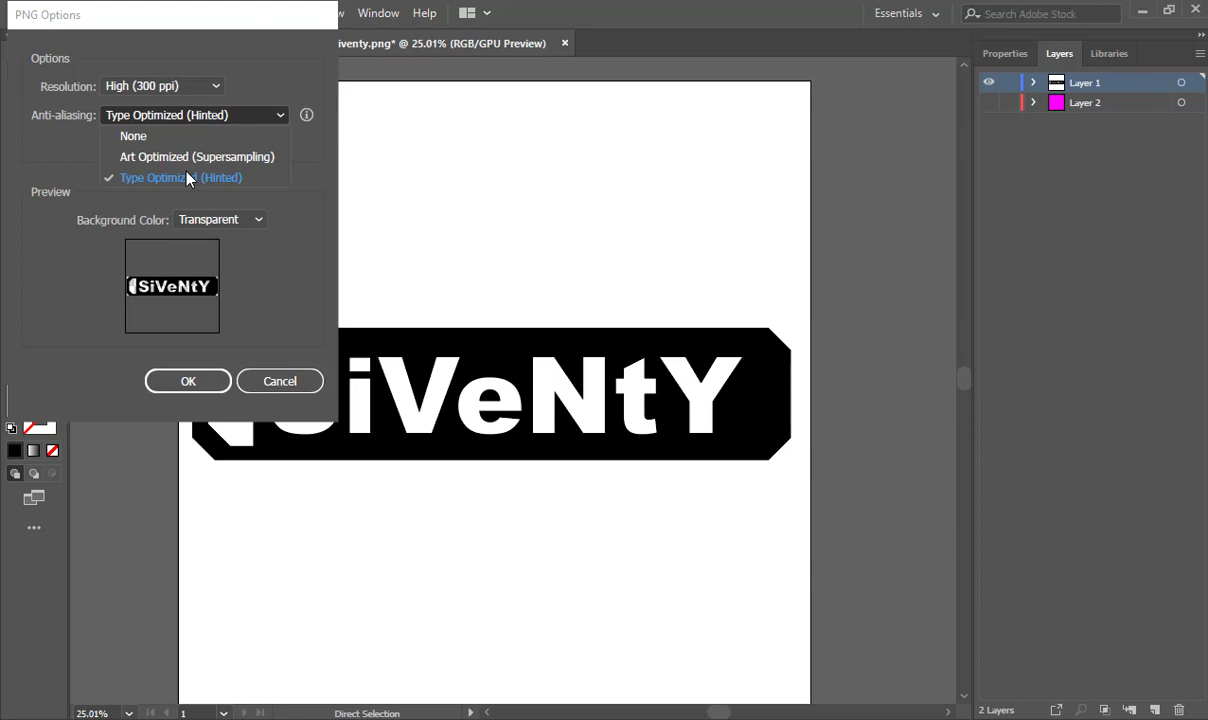 PNG Options
Window Help
Essentials
Search Adobe Stock
iventy.png* @ 25.01% (RGB/GPU Preview)
Properties
Layers
Libraries
Options
Resolution: High (300 ppi)
Anti-aliasing: Type Optimized (Hinted)
None
Art Optimized (Supersampling)
Type Optimized (Hinted)
Preview
Background Color: Transparent
SiVeNtY
OK
Cancel
SiVeNtY
Layer 1
Layer 2
25.01%
1
Direct Selection
2 Layers